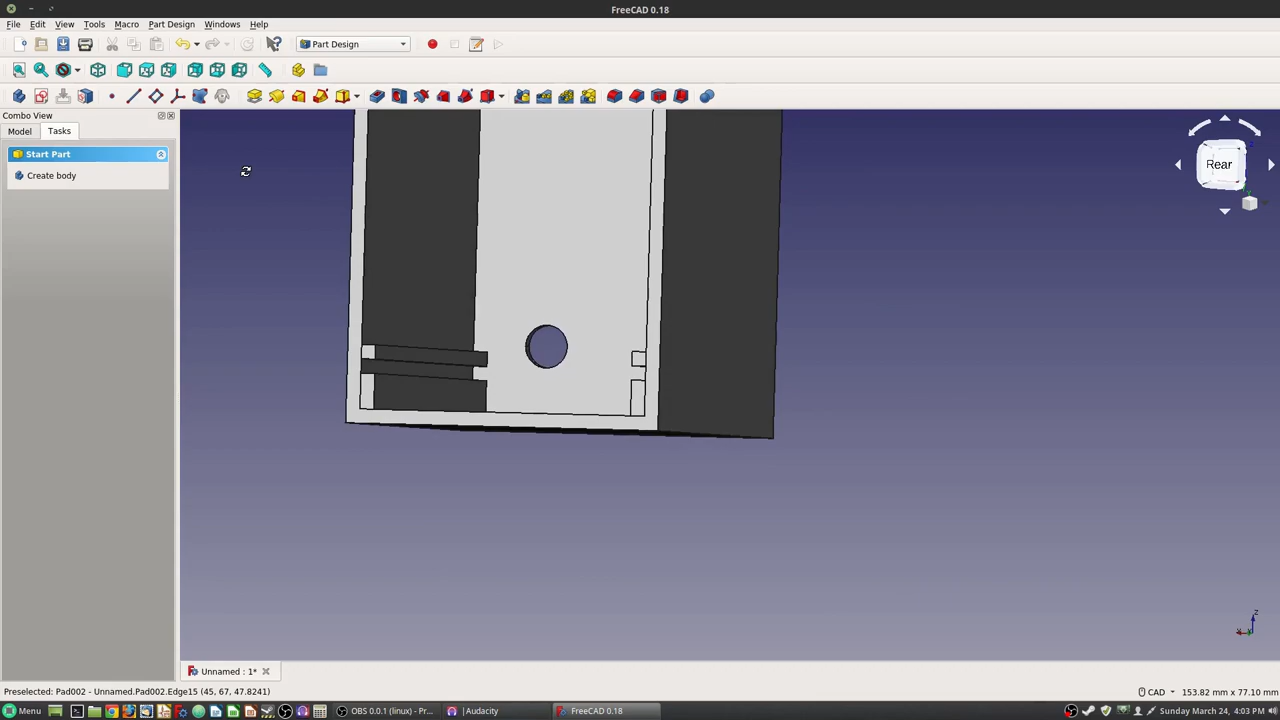 FreeCAD 0.18
File Edit View Tools Macro Part Design Windows Help
Part Design
Combo View
Model Tasks
Start Part
Create body
Rear
Z
Unnamed : 1*
Preselected: Pad002 - Unnamed.Pad002.Edge15 (45, 67, 47.8241)
CAD 153.82 mm x 77.10 mm
Menu OBS 0.0.1 (linux) - Pr... Audacity FreeCAD 0.18 Sunday March 24, 4:03 PM